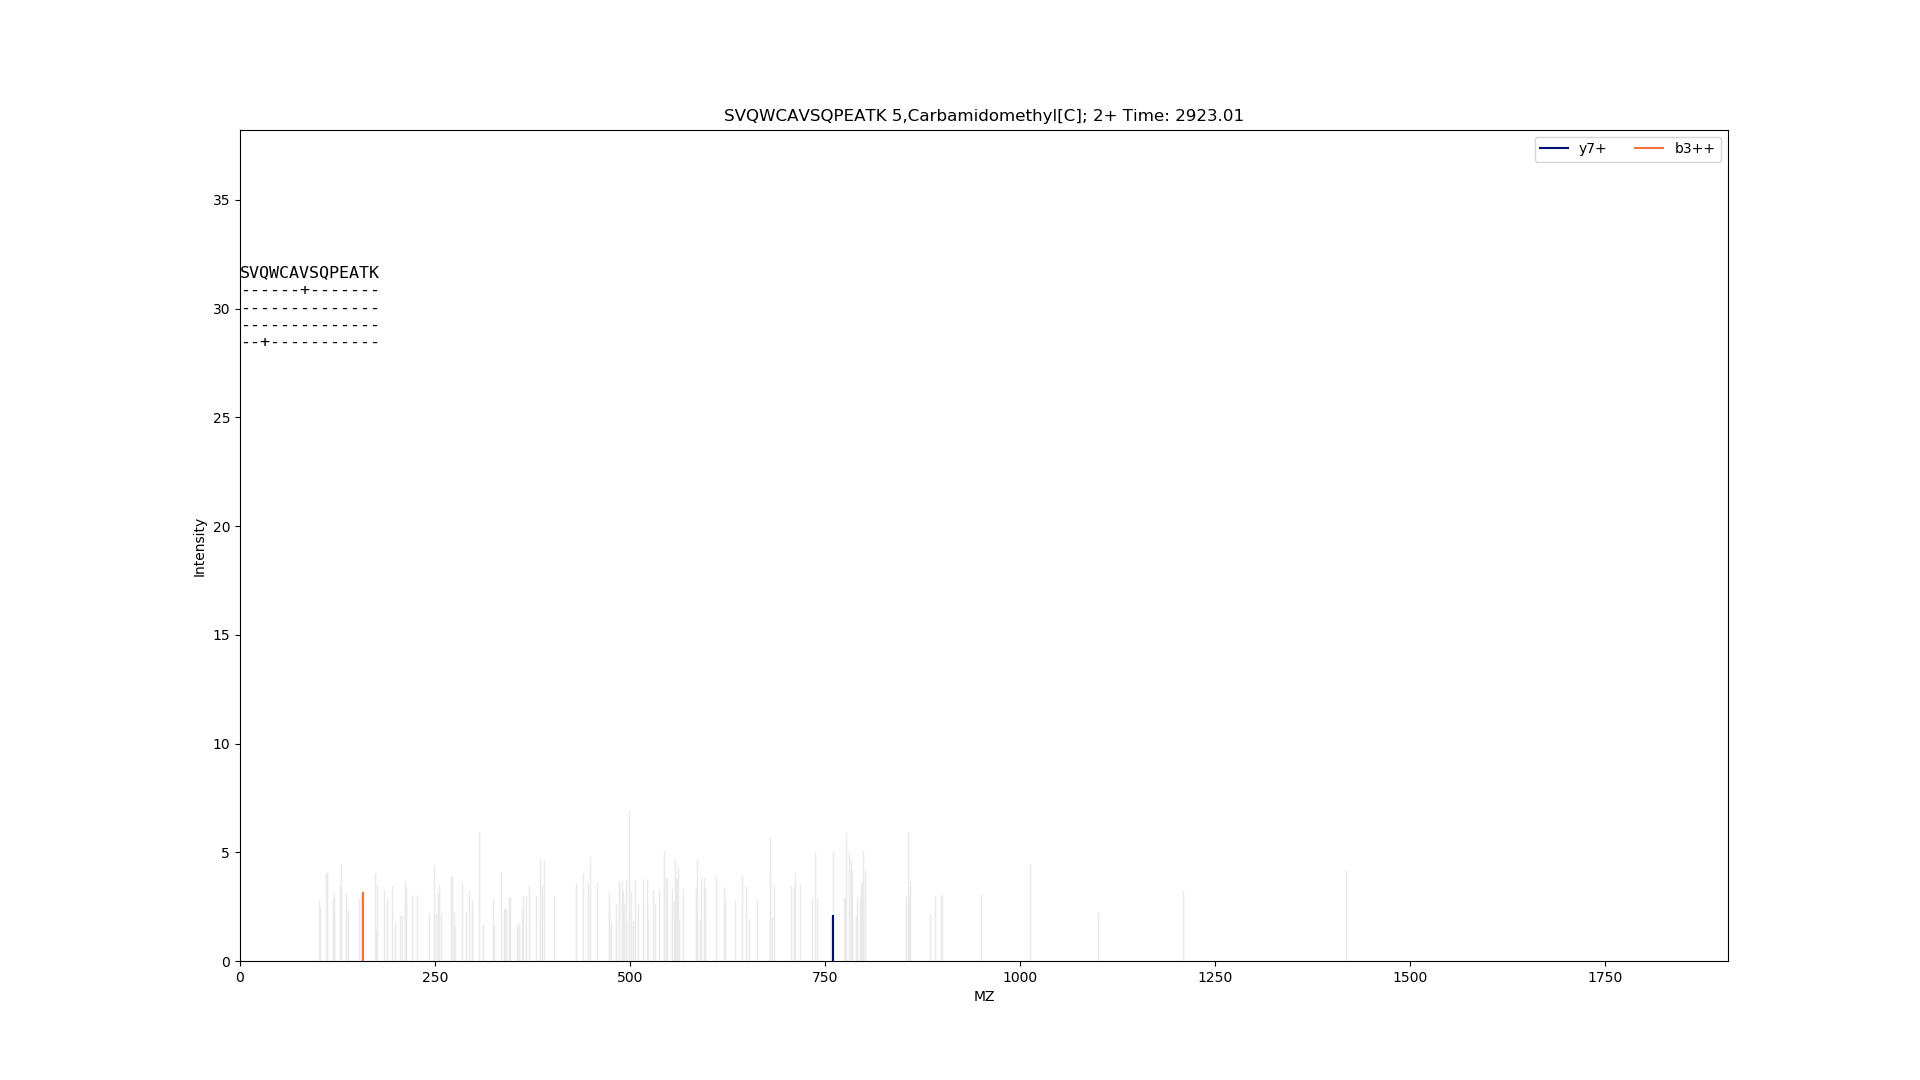 SVQWCAVSQPEATK 5,Carbamidomethyl[C]; 2+ Time: 2923.01
y7+ b3++
35
SVQWCAVSQPEATK
------+-------
30
--------------
--------------
--+-----------
25
20
Intensity
15
10
5
0
0 250 500 750 1000 1250 1500 1750
MZ